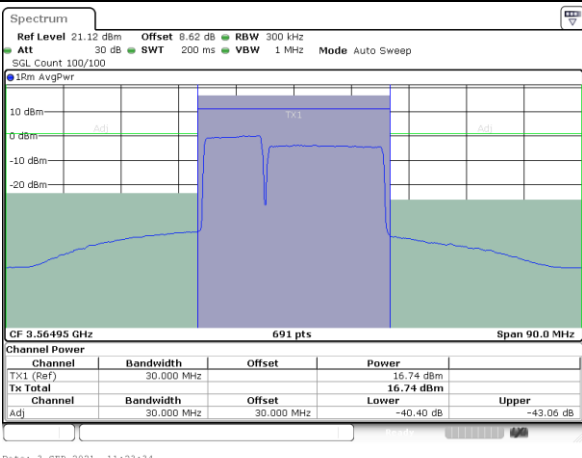 Spectrum
Ref Level 21.12 dBm Offset 8.62 dB RBW 300 kHz
Att 30 dB SWT 200 ms VBW 1 MHz Mode Auto Sweep
SGL Count 100/100
1Rm AvgPwr
TX1
10 dBm
Adj Adj
0 dBm
-10 dBm
-20 dBm
CF 3.56495 GHz 691 pts Span 90.0 MHz
Channel Power
Channel Bandwidth Offset Power
TX1 (Ref) 30.000 MHz 16.74 dBm
Tx Total 16.74 dBm
Channel Bandwidth Offset Lower Upper
Adj 30.000 MHz 30.000 MHz -40.40 dB -43.06 dB
Ready